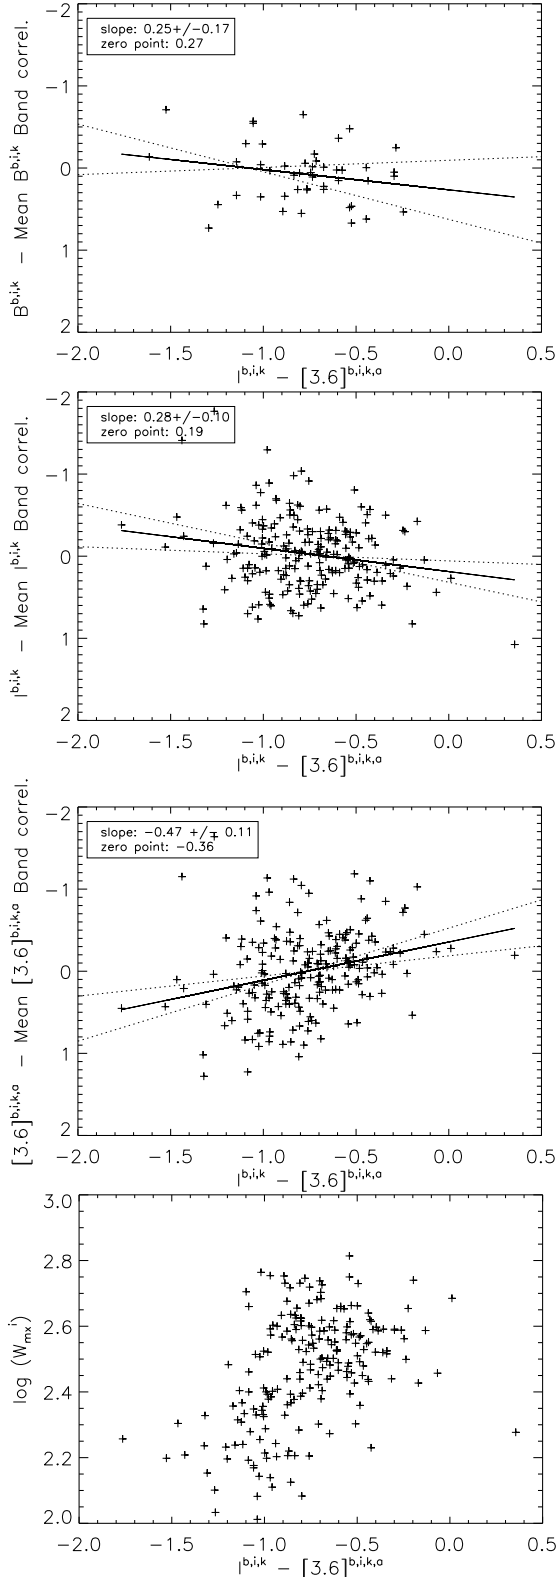 −2
slope: 0.25+/−0.17
zero point: 0.27
−1
0
1
2
B^b,i,k − Mean B^b,i,k Band correl.
−2.0 −1.5 −1.0 −0.5 0.0 0.5
I^b,i,k − [3.6]^b,i,k,a
−2
slope: 0.28+/−0.10
zero point: 0.19
−1
0
1
2
I^b,i,k − Mean I^b,i,k Band correl.
−2.0 −1.5 −1.0 −0.5 0.0 0.5
I^b,i,k − [3.6]^b,i,k,a
−2
slope: −0.47 +/− 0.11
zero point: −0.36
−1
0
1
2
[3.6]^b,i,k,a − Mean [3.6]^b,i,k,a Band correl.
−2.0 −1.5 −1.0 −0.5 0.0 0.5
I^b,i,k − [3.6]^b,i,k,a
3.0
2.8
2.6
2.4
2.2
2.0
log (W_mx^i)
−2.0 −1.5 −1.0 −0.5 0.0 0.5
I^b,i,k − [3.6]^b,i,k,a